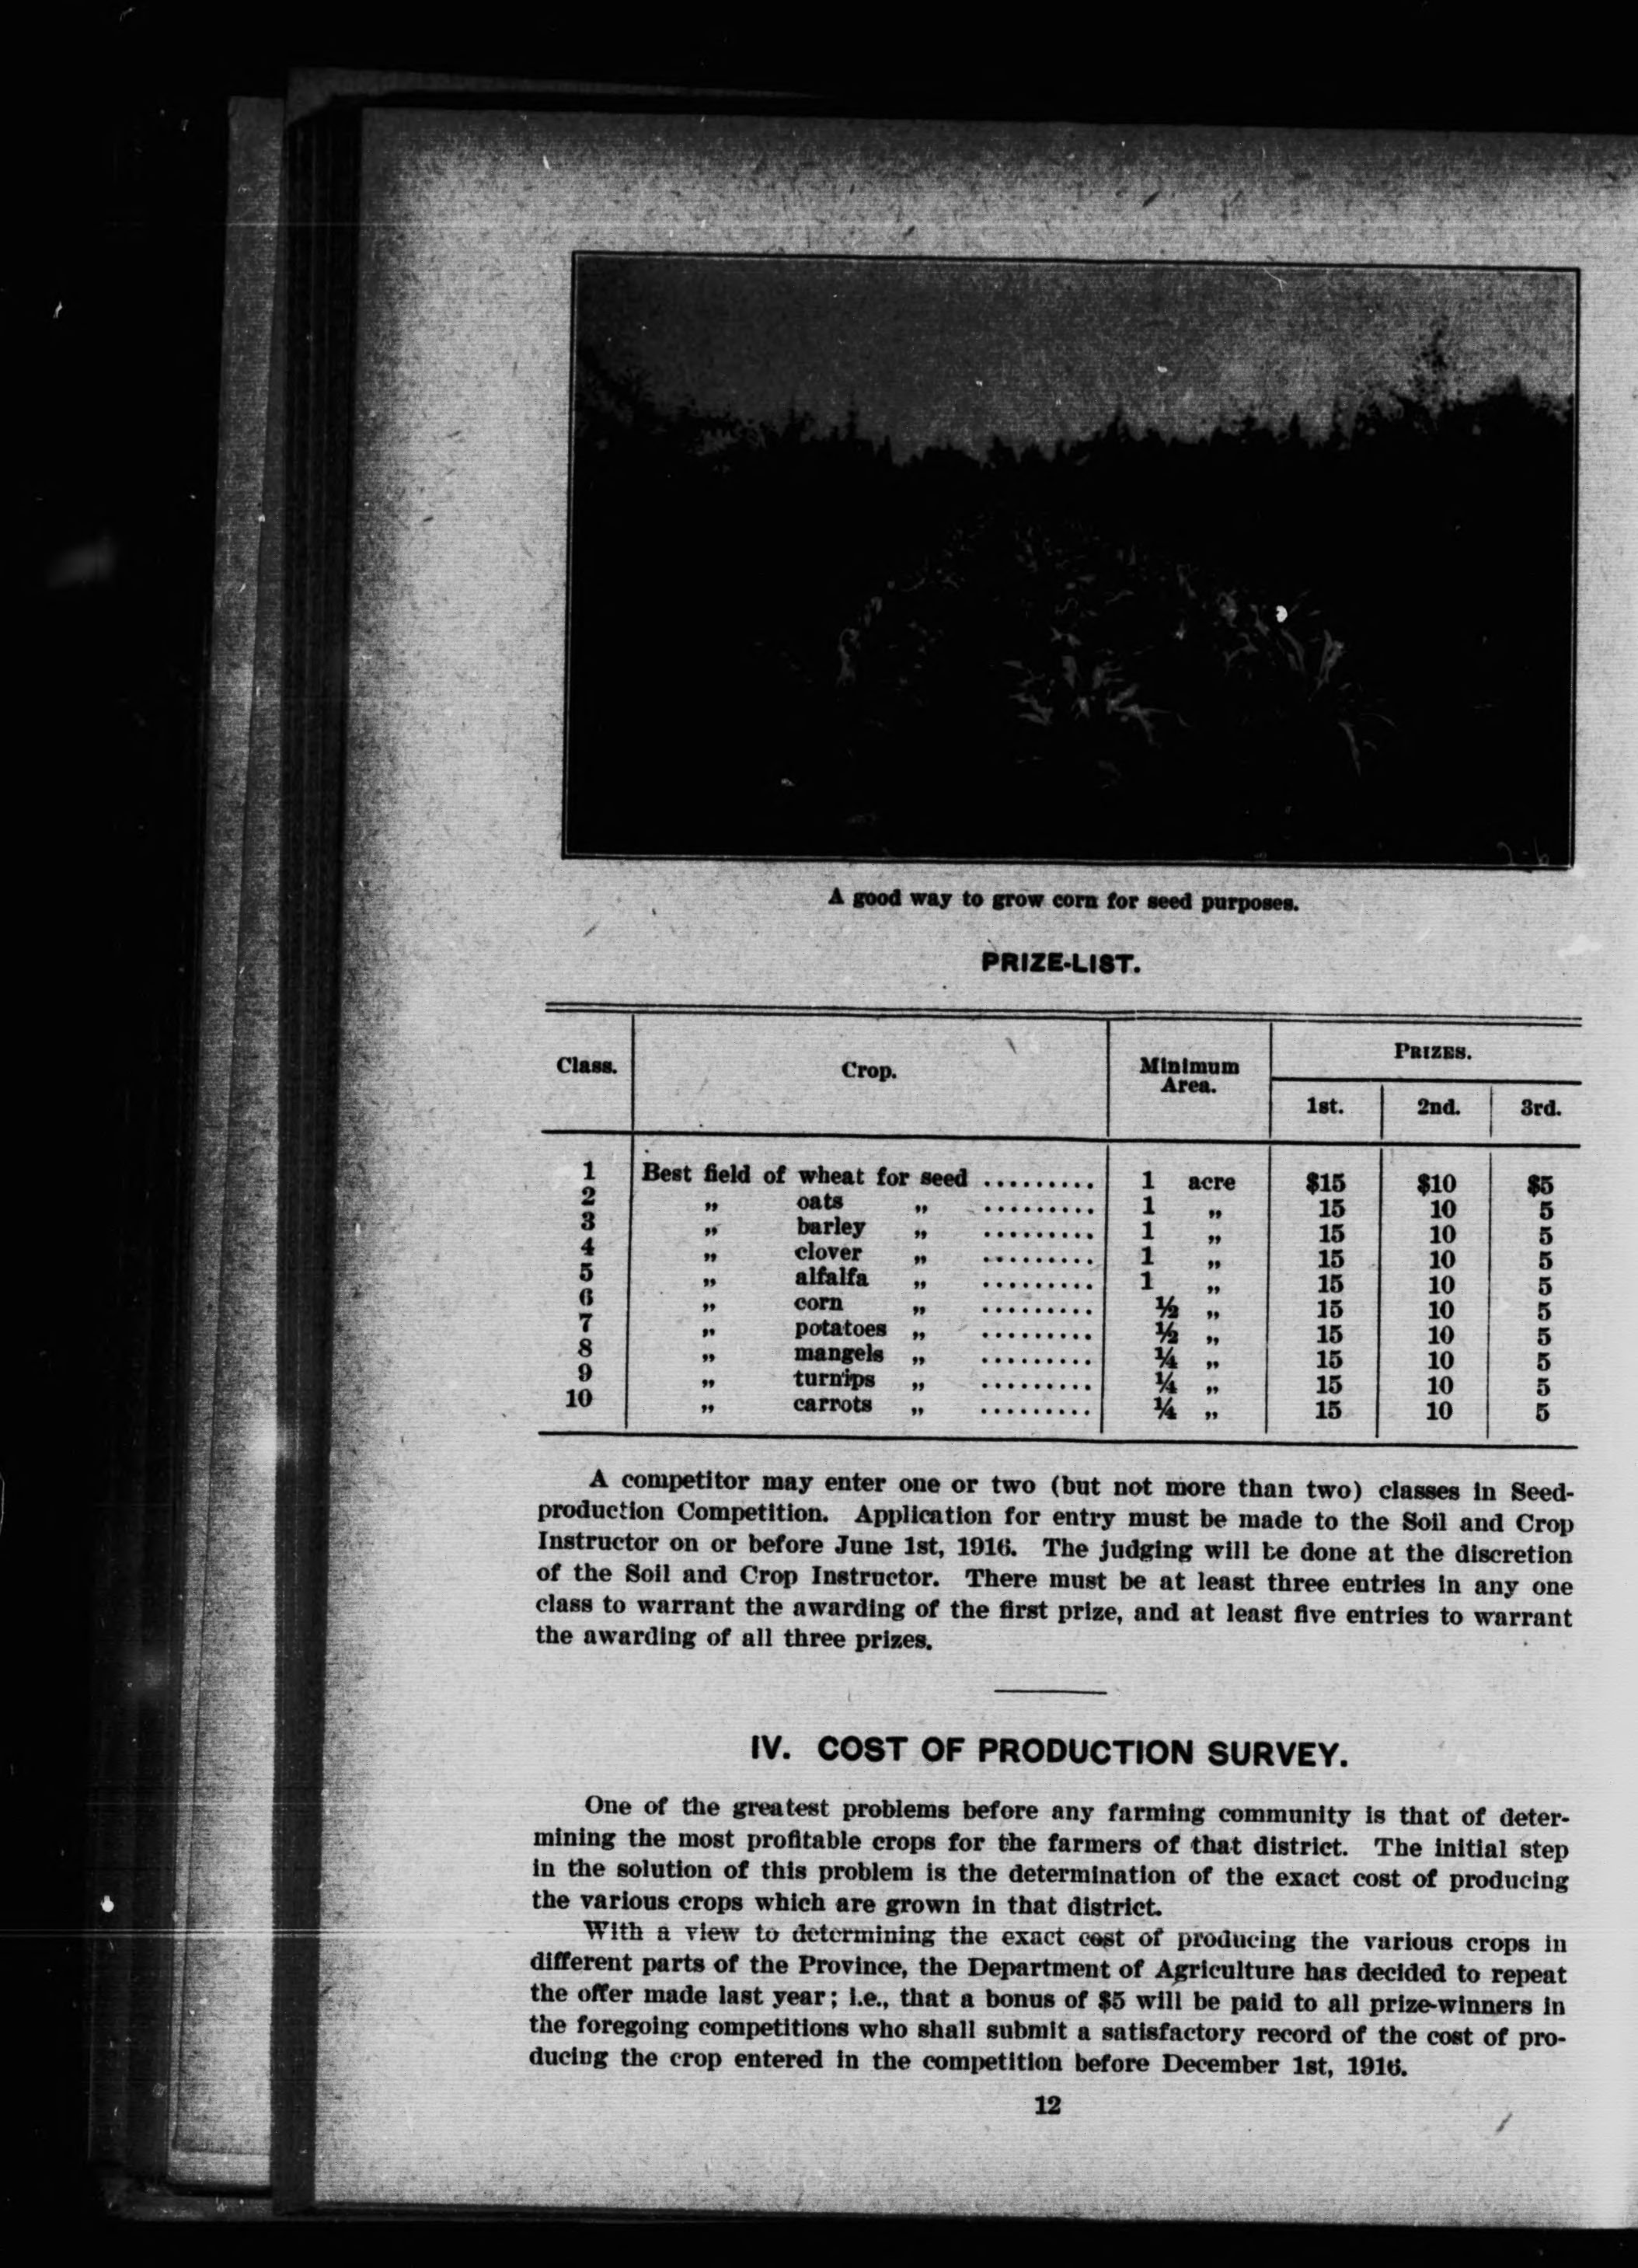 A good way to grow corn for seed purposes.
PRIZE-LIST.
Class. Crop. Minimum Area. PRIZES.
1st. 2nd. 3rd.
1 Best field of wheat for seed ......... 1 acre $15 $10 $5
2 „ oats „ ......... 1 „ 15 10 5
3 „ barley „ ......... 1 „ 15 10 5
4 „ clover „ ......... 1 „ 15 10 5
5 „ alfalfa „ ......... 1 „ 15 10 5
6 „ corn „ ......... ½ „ 15 10 5
7 „ potatoes „ ......... ½ „ 15 10 5
8 „ mangels „ ......... ¼ „ 15 10 5
9 „ turnips „ ......... ¼ „ 15 10 5
10 „ carrots „ ......... ¼ „ 15 10 5
A competitor may enter one or two (but not more than two) classes in Seed-
production Competition. Application for entry must be made to the Soil and Crop
Instructor on or before June 1st, 1916. The judging will be done at the discretion
of the Soil and Crop Instructor. There must be at least three entries in any one
class to warrant the awarding of the first prize, and at least five entries to warrant
the awarding of all three prizes.
IV. COST OF PRODUCTION SURVEY.
One of the greatest problems before any farming community is that of deter-
mining the most profitable crops for the farmers of that district. The initial step
in the solution of this problem is the determination of the exact cost of producing
the various crops which are grown in that district.
With a view to determining the exact cost of producing the various crops in
different parts of the Province, the Department of Agriculture has decided to repeat
the offer made last year; i.e., that a bonus of $5 will be paid to all prize-winners in
the foregoing competitions who shall submit a satisfactory record of the cost of pro-
ducing the crop entered in the competition before December 1st, 1916.
12